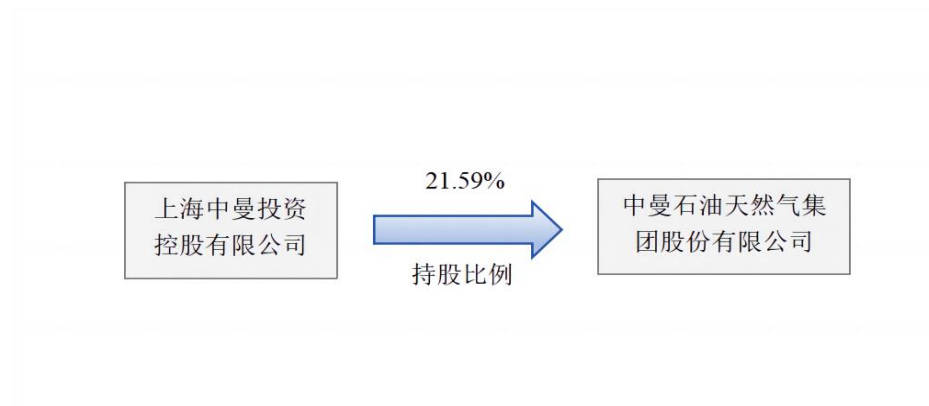 上海中曼投资
控股有限公司
21.59%
持股比例
中曼石油天然气集
团股份有限公司